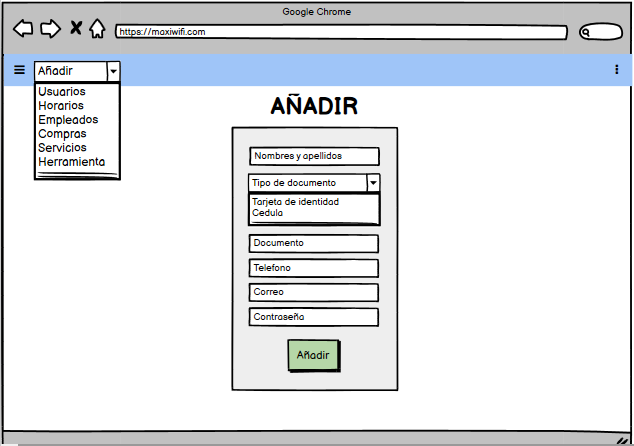 Google Chrome
https://maxiwifi.com
Añadir
Usuarios
Horarios
Empleados
Compras
Servicios
Herramienta
AÑADIR
Nombres y apellidos
Tipo de documento
Tarjeta de identidad
Cedula
Documento
Telefono
Correo
Contraseña
Añadir